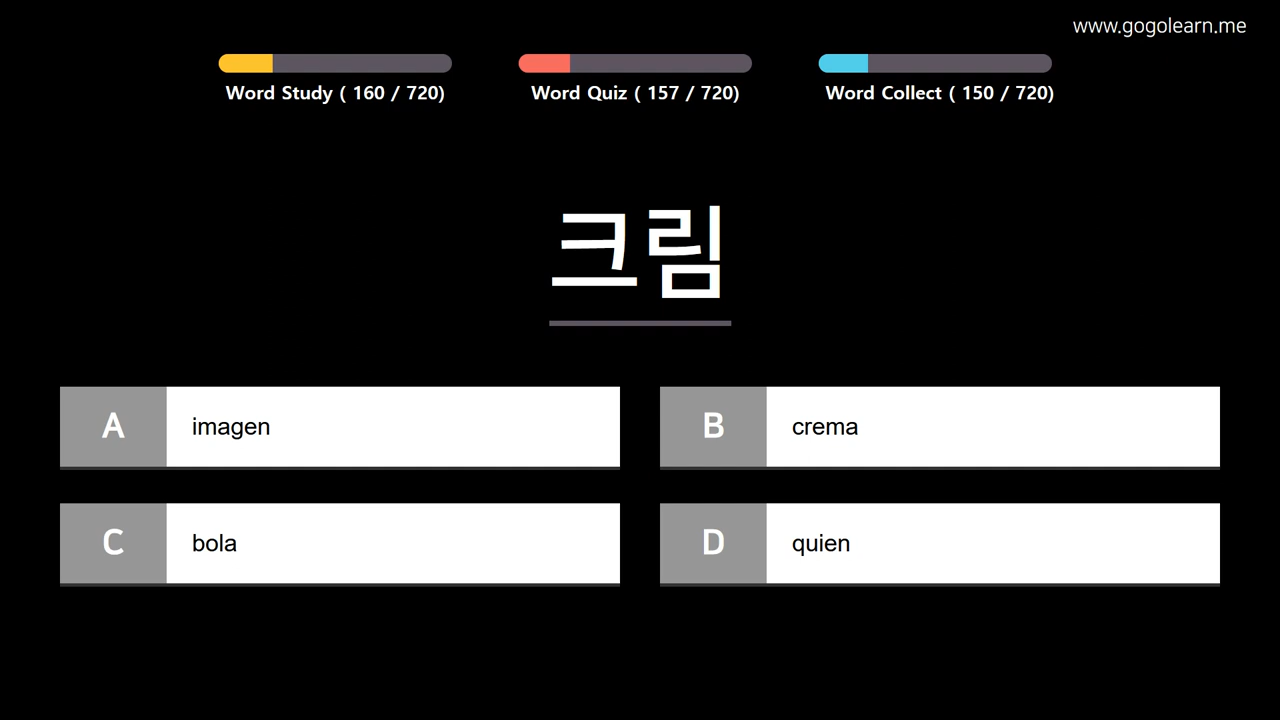 www.gogolearn.me
Word Study ( 160 / 720)
Word Quiz ( 157 / 720)
Word Collect ( 150 / 720)
크림
A imagen
B crema
C bola
D quien